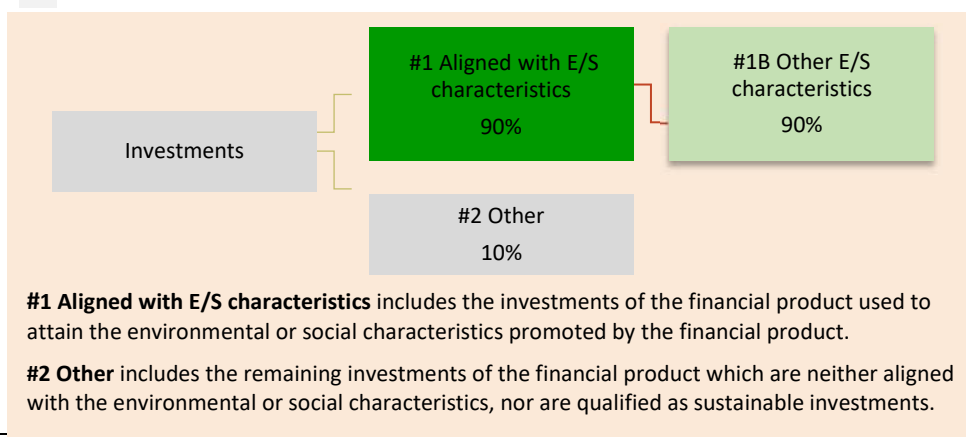 #1 Aligned with E/S
characteristics
90%
#1B Other E/S
characteristics
90%
Investments
#2 Other
10%
#1 Aligned with E/S characteristics includes the investments of the financial product used to
attain the environmental or social characteristics promoted by the financial product.
#2 Other includes the remaining investments of the financial product which are neither aligned
with the environmental or social characteristics, nor are qualified as sustainable investments.